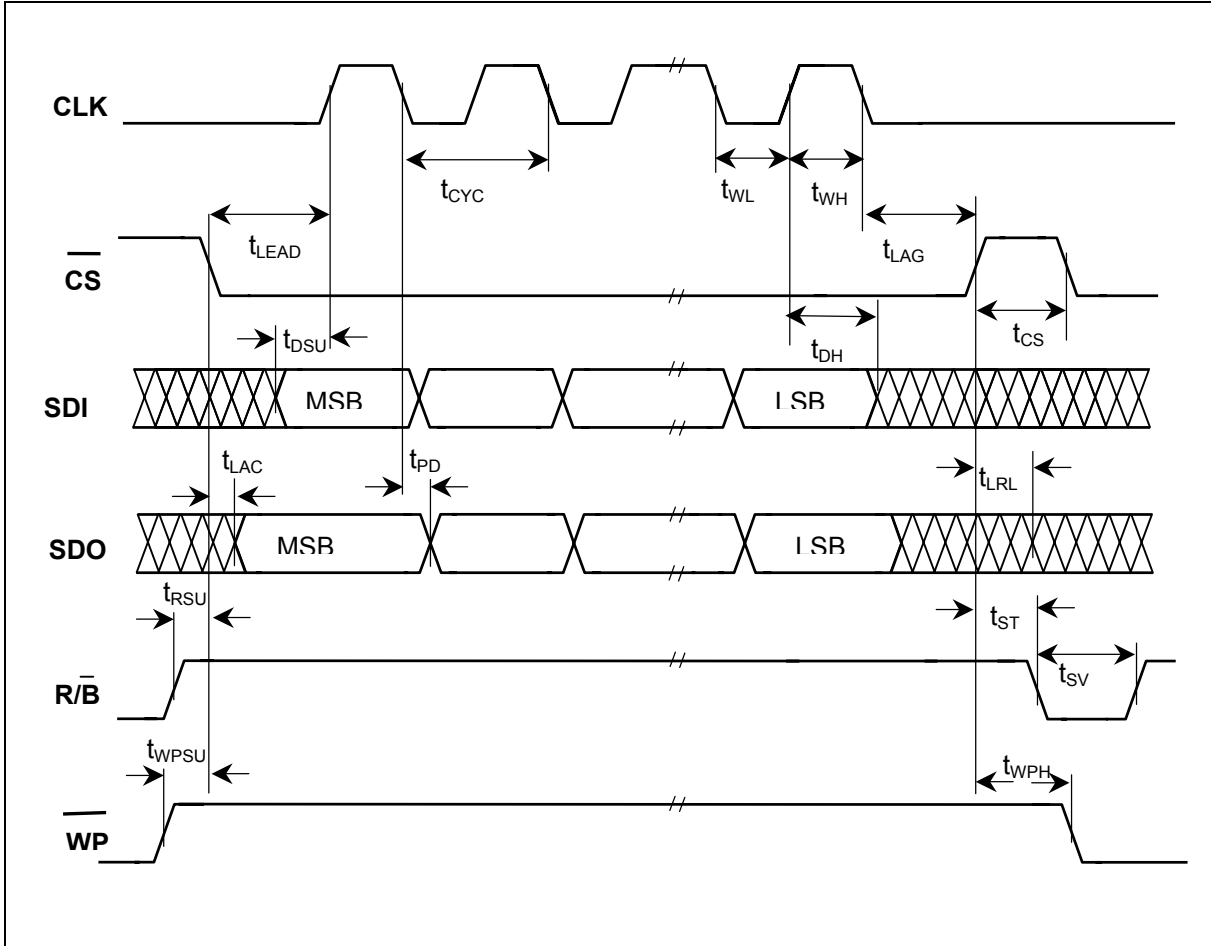 CLK
tCYC
tWL
tWH
tLEAD
tLAG
CS
tDSU
tDH
tCS
SDI
MSB
LSB
tLAC
tPD
tLRL
SDO
MSB
LSB
tRSU
tST
R/B
tSV
tWPSU
tWPH
WP